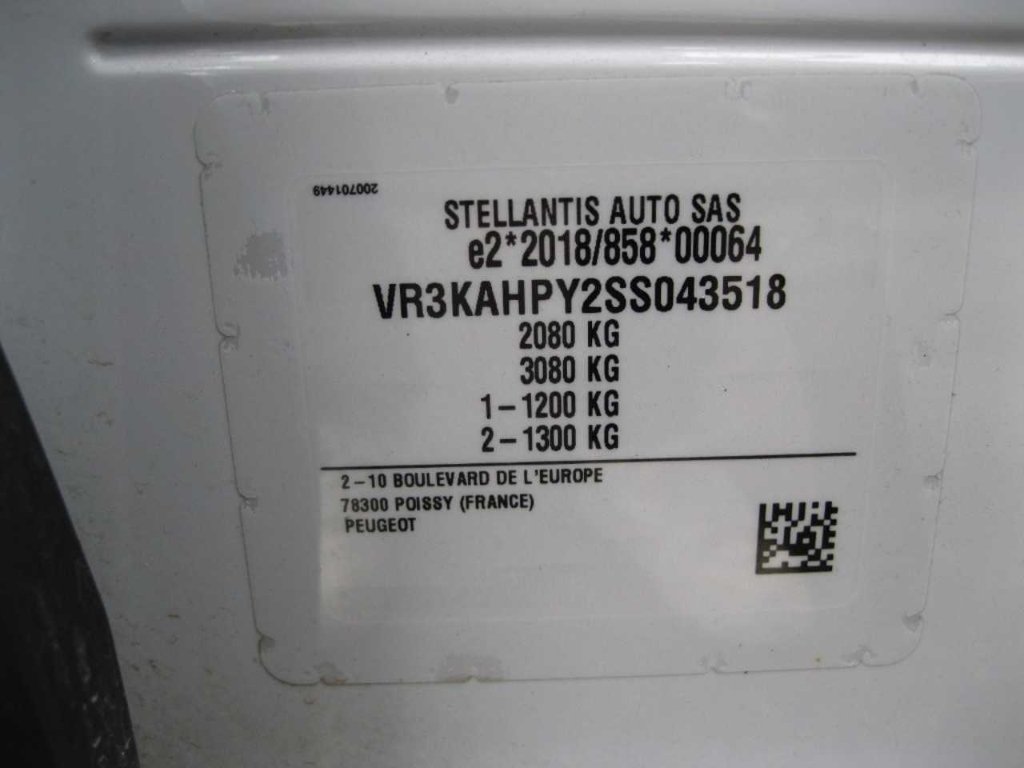 200701449
STELLANTIS AUTO SAS
e2*2018/858*00064
VR3KAHPY2SS043518
2080 KG
3080 KG
1-1200 KG
2-1300 KG
2-10 BOULEVARD DE L'EUROPE
78300 POISSY (FRANCE)
PEUGEOT